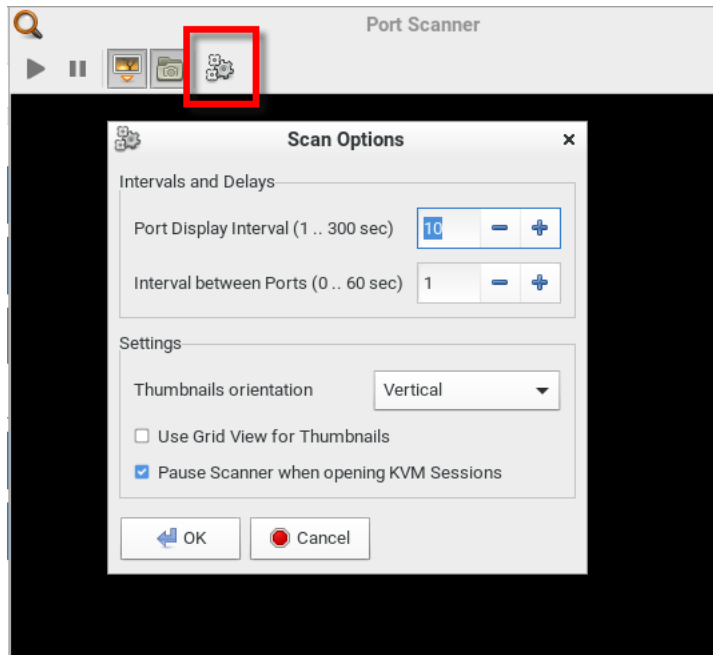 Port Scanner
Scan Options
Intervals and Delays
Port Display Interval (1 .. 300 sec) 10
Interval between Ports (0 .. 60 sec) 1
Settings
Thumbnails orientation Vertical
Use Grid View for Thumbnails
Pause Scanner when opening KVM Sessions
OK Cancel